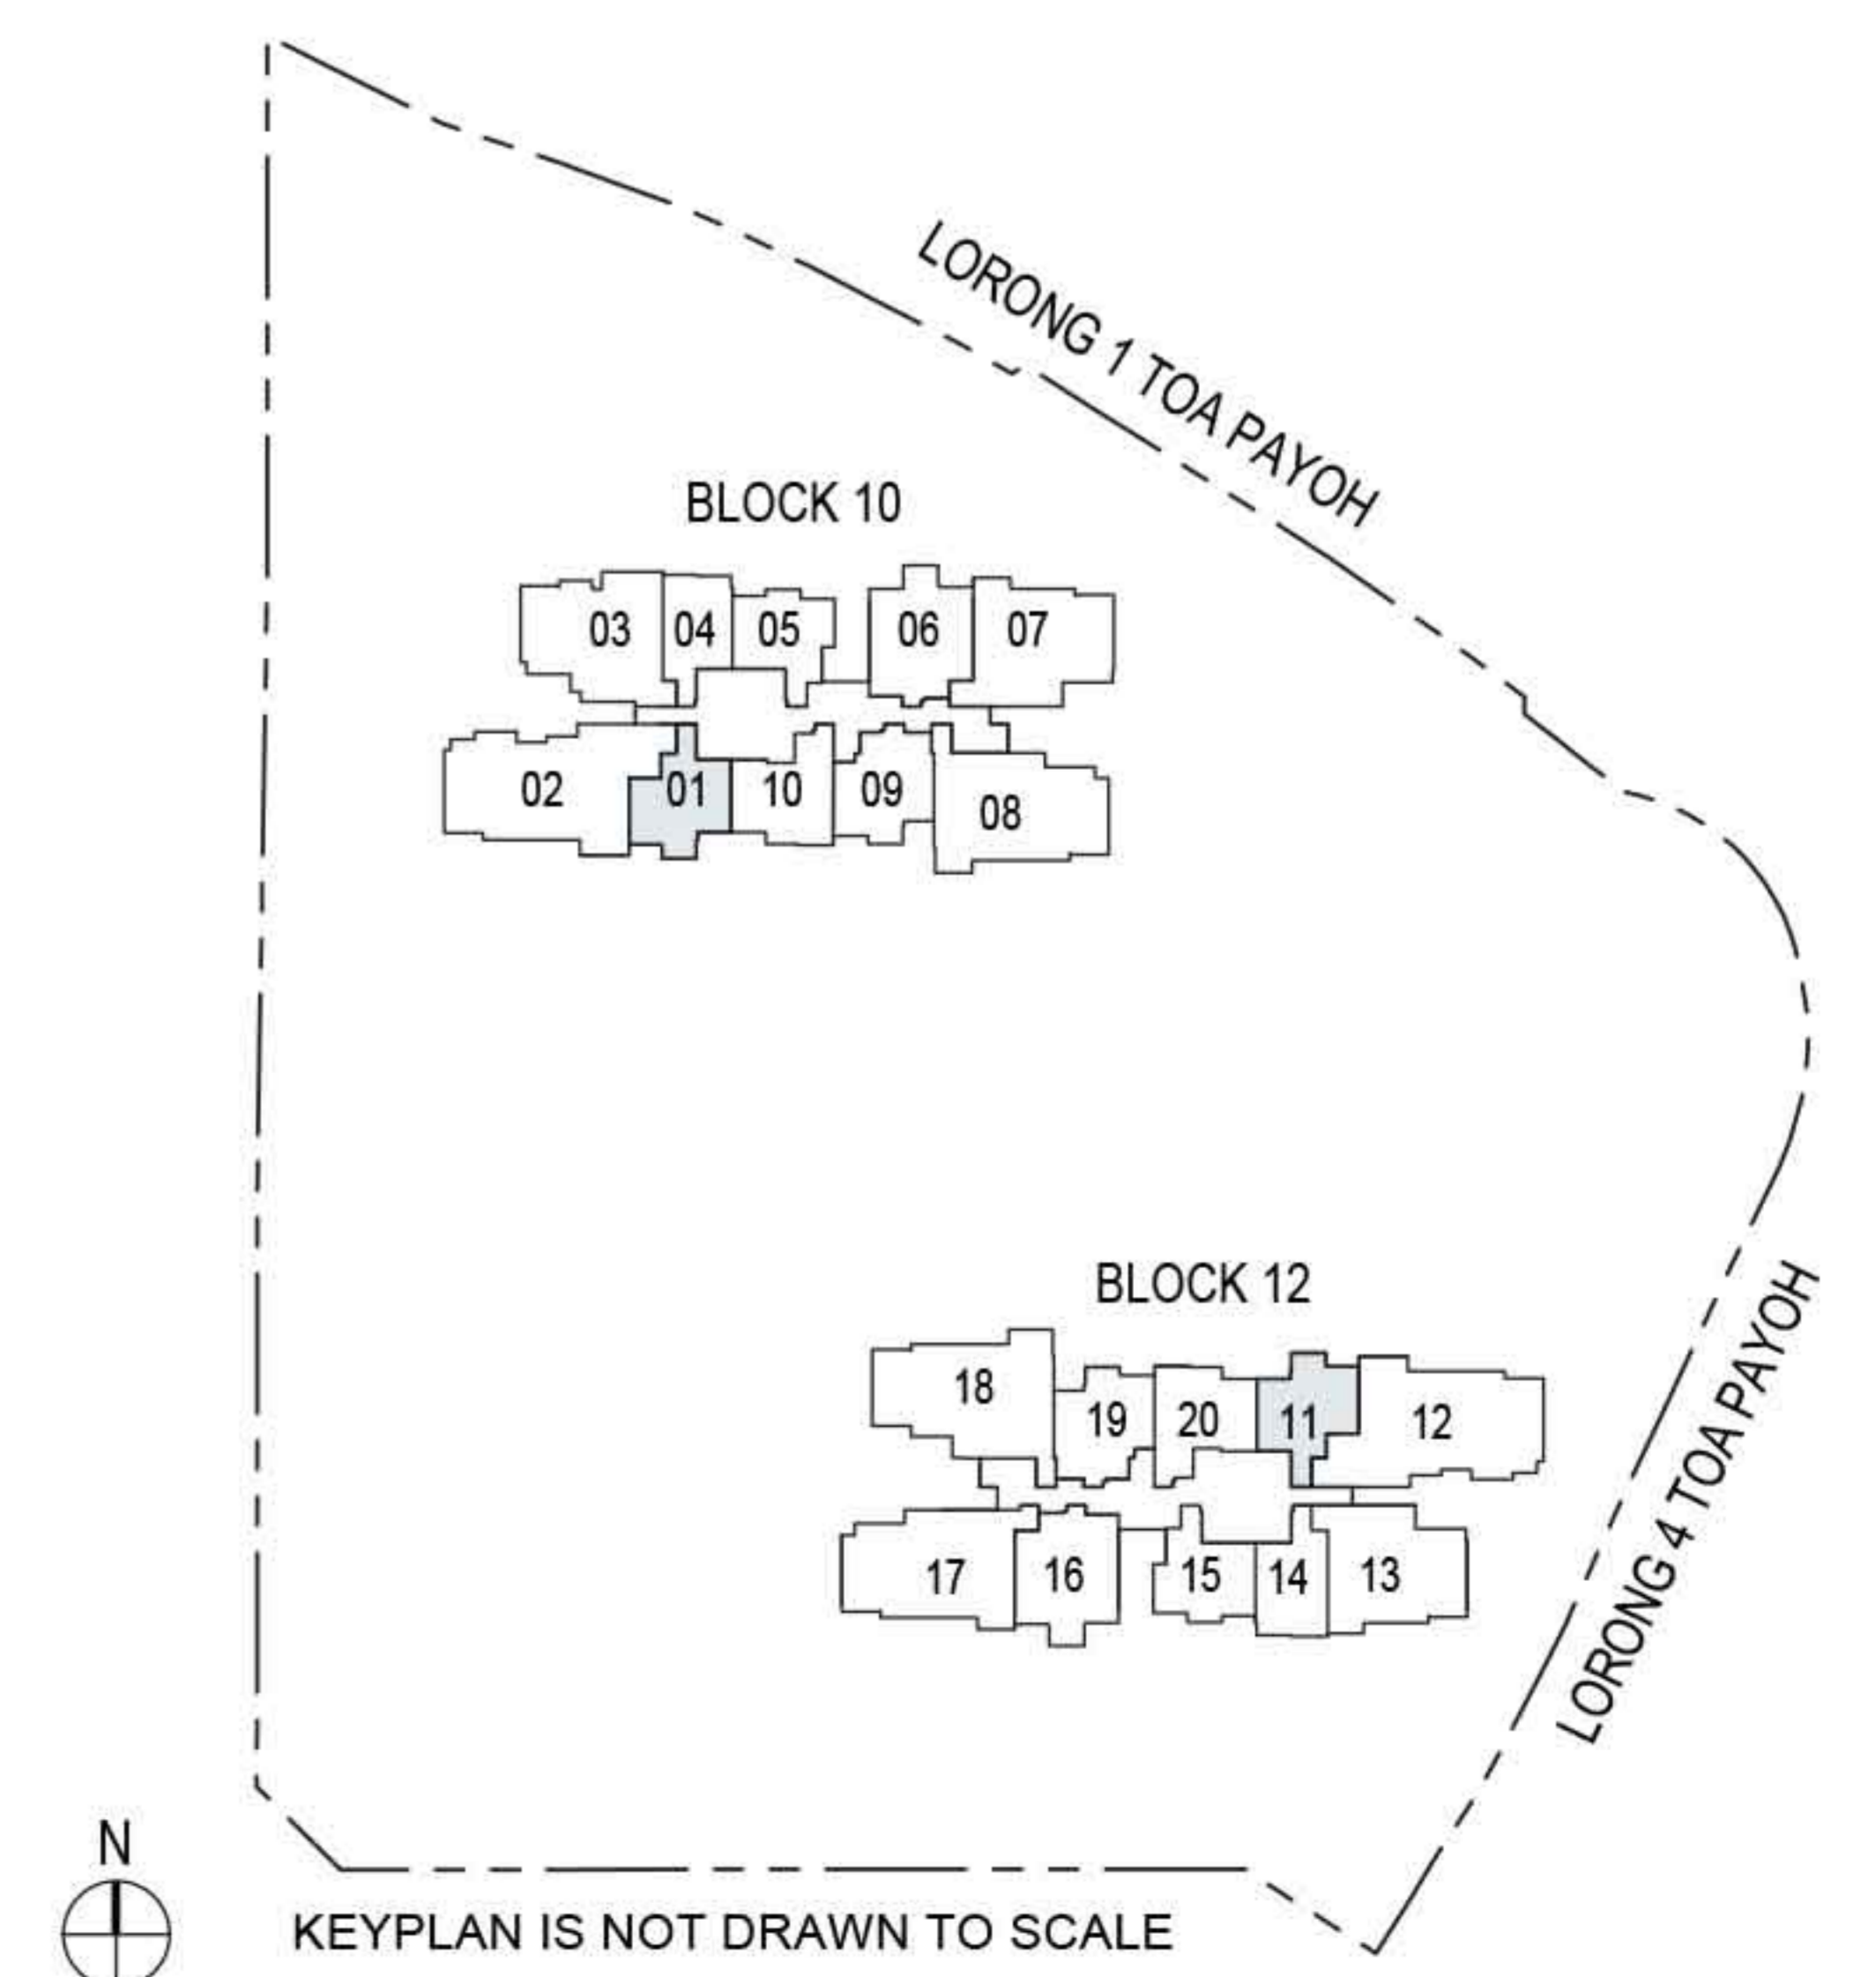 LORONG 1 TOA PAYOH
BLOCK 10
03 04 05 06 07
02 01 10 09 08
BLOCK 12
18 19 20 11 12
17 16 15 14 13
LORONG 4 TOA PAYOH
N
KEYPLAN IS NOT DRAWN TO SCALE